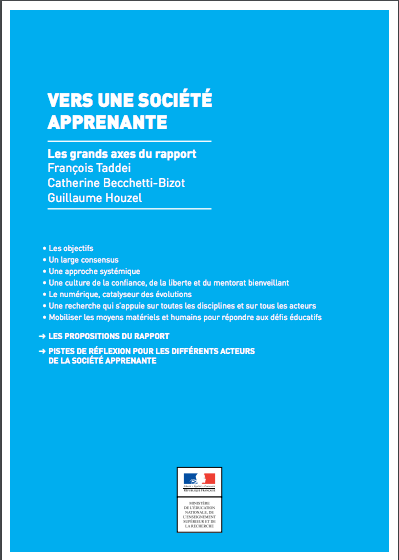 VERS UNE SOCIÉTÉ
APPRENANTE
Les grands axes du rapport
François Taddei
Catherine Becchetti-Bizot
Guillaume Houzel
• Les objectifs
• Un large consensus
• Une approche systémique
• Une culture de la confiance, de la liberte et du mentorat bienveillant
• Le numérique, catalyseur des évolutions
• Une recherche qui s'appuie sur toutes les disciplines et sur tous les acteurs
• Mobiliser les moyens matériels et humains pour répondre aux défis éducatifs
➔ LES PROPOSITIONS DU RAPPORT
➔ PISTES DE RÉFLEXION POUR LES DIFFÉRENTS ACTEURS
DE LA SOCIÉTÉ APPRENANTE
Liberté • Égalité • Fraternité
RÉPUBLIQUE FRANÇAISE
MINISTÈRE
DE L'ÉDUCATION
NATIONALE, DE
L'ENSEIGNEMENT
SUPÉRIEUR ET DE
LA RECHERCHE